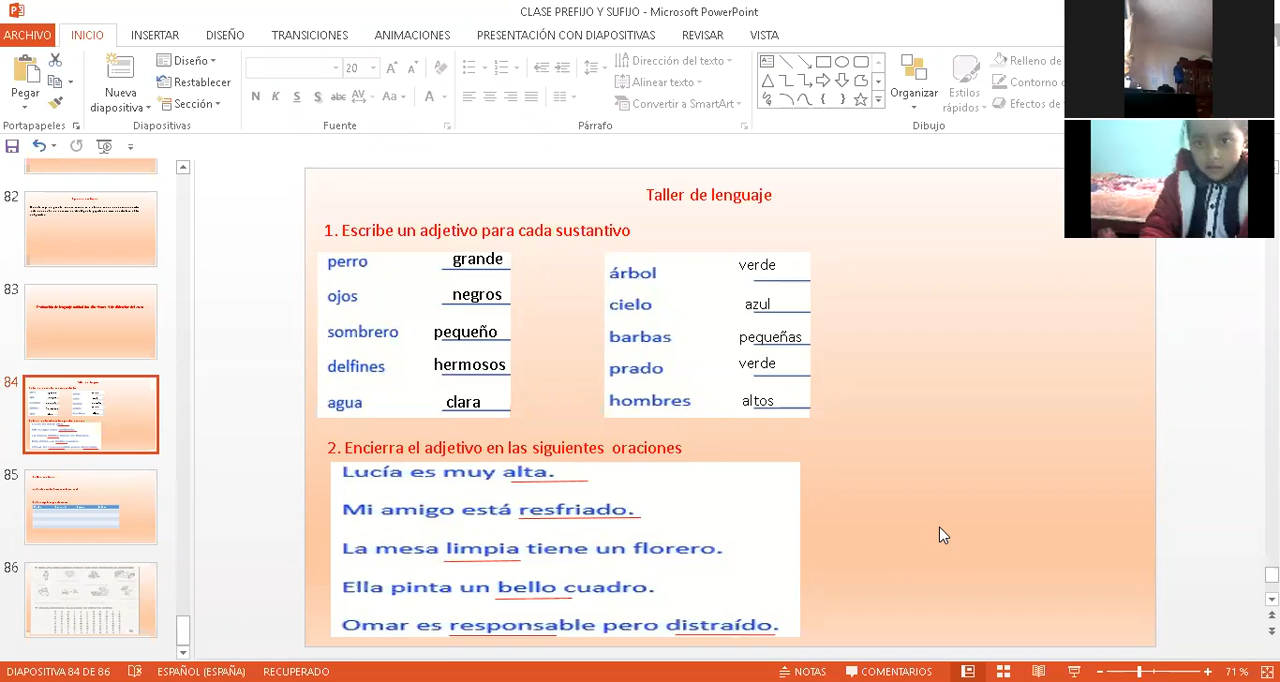 CLASE PREFIJO Y SUFIJO - Microsoft PowerPoint
ARCHIVO INICIO INSERTAR DISEÑO TRANSICIONES ANIMACIONES PRESENTACIÓN CON DIAPOSITIVAS REVISAR VISTA
Pegar
Nueva diapositiva
Diseño
Restablecer
Sección
20
N K S S abc AV Aa A
Dirección del texto
Alinear texto
Convertir a SmartArt
Organizar
Estilos rápidos
Relleno de
Contorno
Efectos de
Portapapeles Diapositivas Fuente Párrafo Dibujo
82
83
84
85
86
Taller de lenguaje
1. Escribe un adjetivo para cada sustantivo
perro grande
ojos negros
sombrero pequeño
delfines hermosos
agua clara
árbol verde
cielo azul
barbas pequeñas
prado verde
hombres altos
2. Encierra el adjetivo en las siguientes oraciones
Lucía es muy alta.
Mi amigo está resfriado.
La mesa limpia tiene un florero.
Ella pinta un bello cuadro.
Omar es responsable pero distraído.
DIAPOSITIVA 84 DE 86 ESPAÑOL (ESPAÑA) RECUPERADO NOTAS COMENTARIOS 71 %